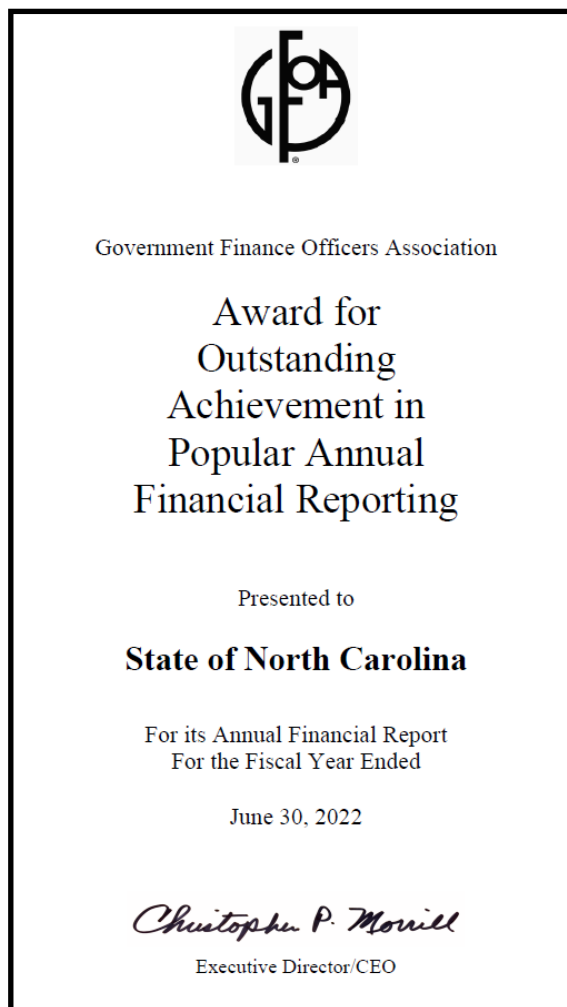 GFOA
®
Government Finance Officers Association
Award for
Outstanding
Achievement in
Popular Annual
Financial Reporting
Presented to
State of North Carolina
For its Annual Financial Report
For the Fiscal Year Ended
June 30, 2022
Christopher P. Morrill
Executive Director/CEO